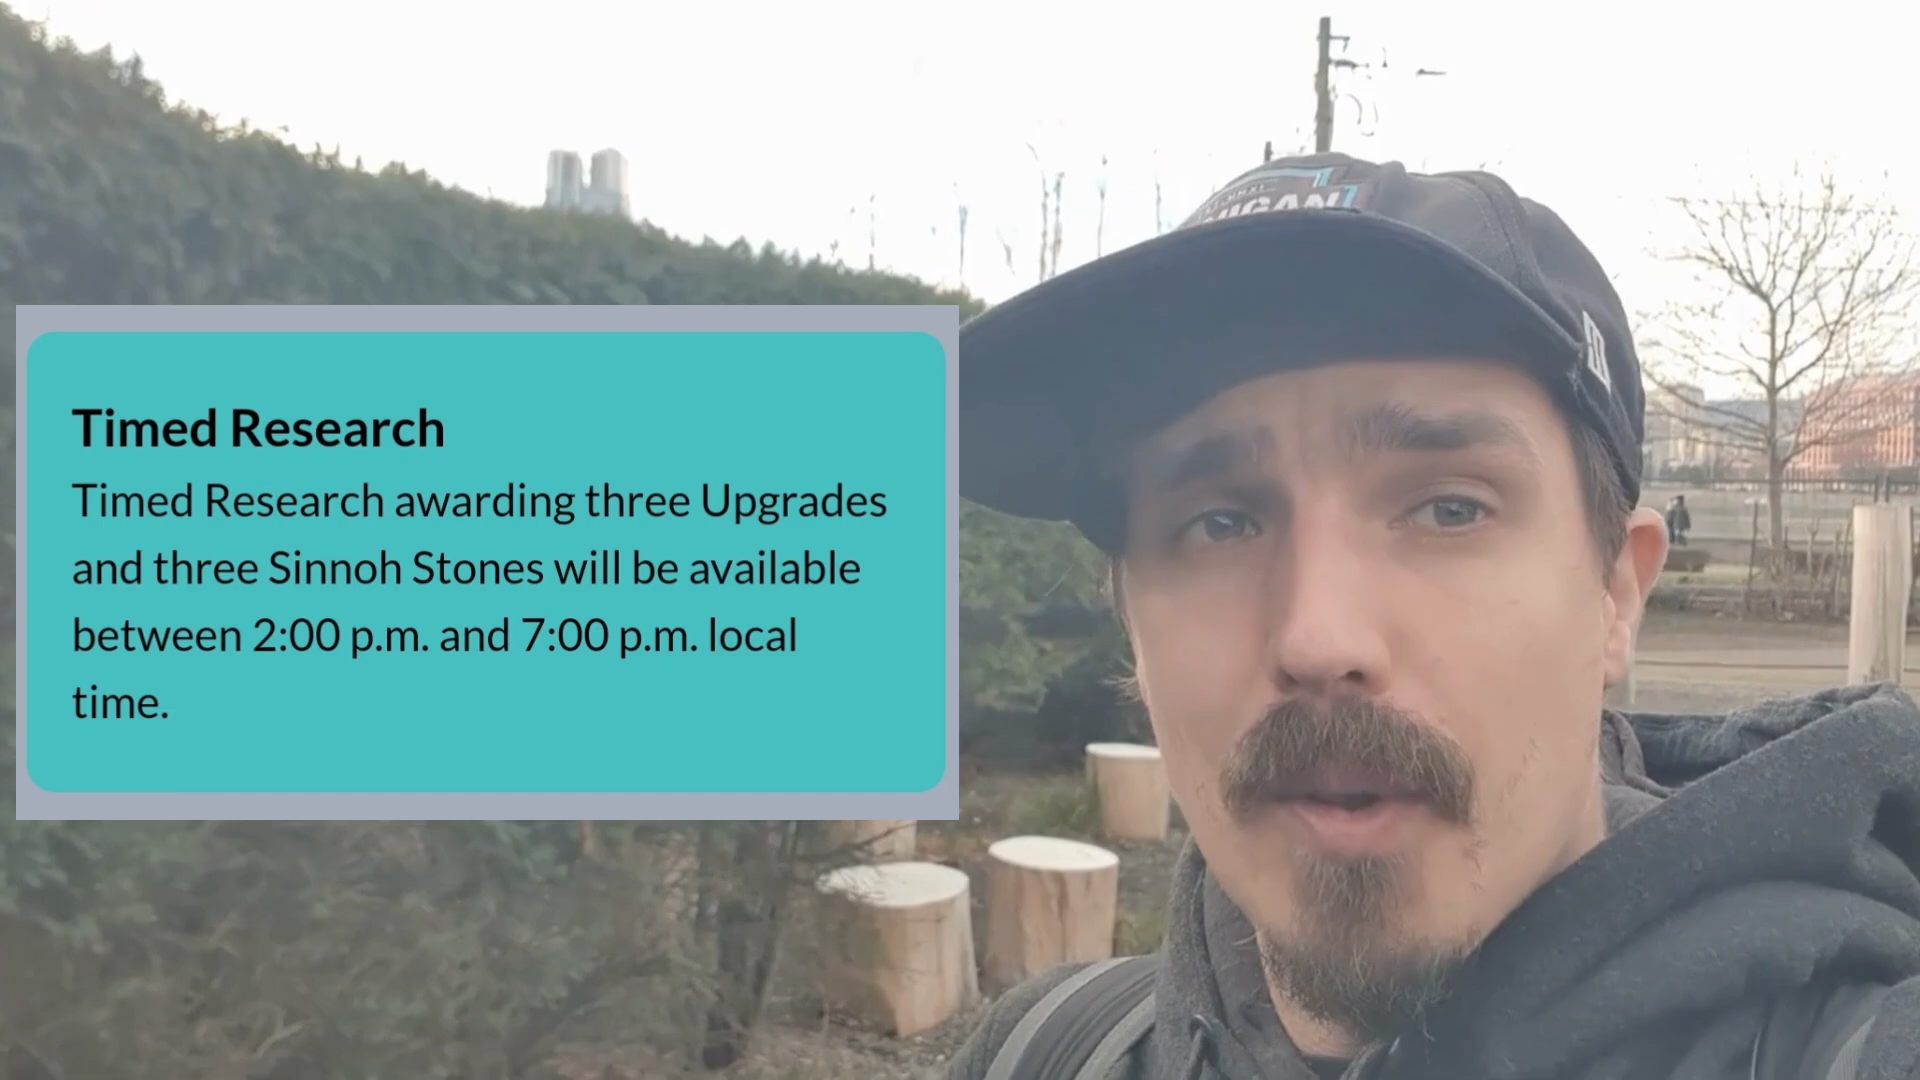 Timed Research
Timed Research awarding three Upgrades
and three Sinnoh Stones will be available
between 2:00 p.m. and 7:00 p.m. local
time.